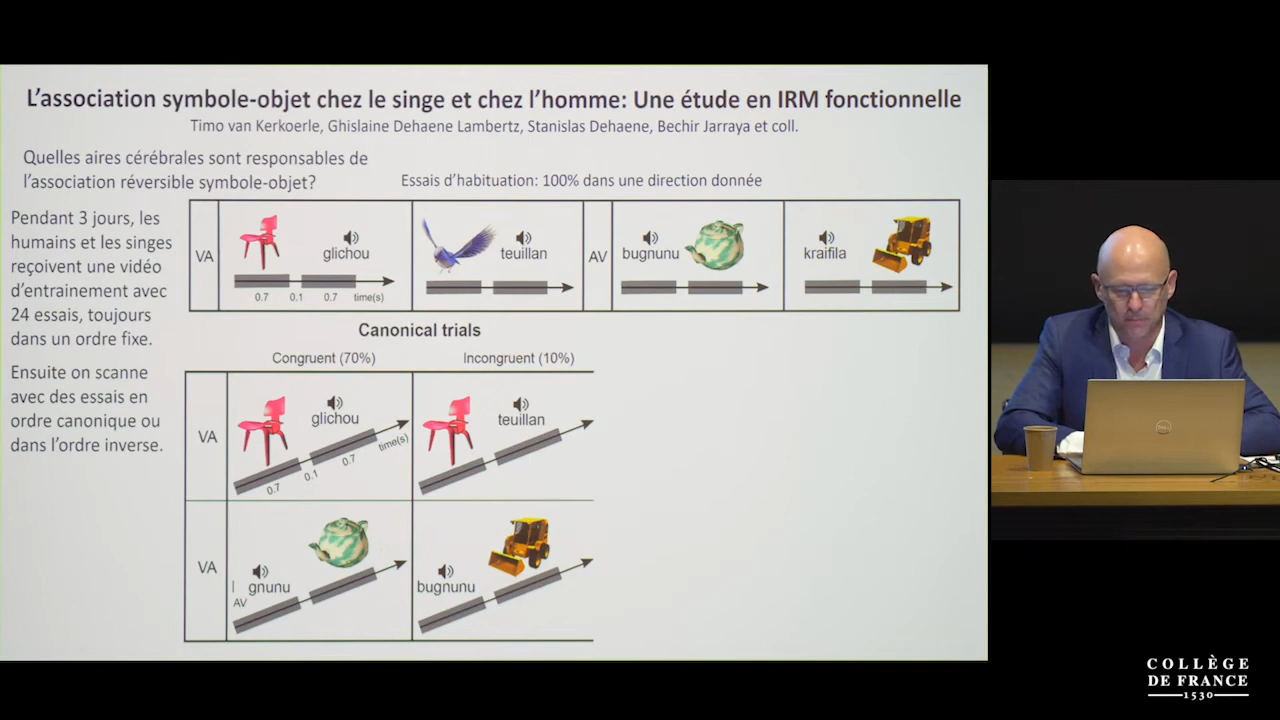 L'association symbole-objet chez le singe et chez l'homme: Une étude en IRM fonctionnelle
Timo van Kerkoerle, Ghislaine Dehaene Lambertz, Stanislas Dehaene, Bechir Jarraya et coll.
Quelles aires cérébrales sont responsables de
l'association réversible symbole-objet?
Essais d'habituation: 100% dans une direction donnée
Pendant 3 jours, les
humains et les singes
reçoivent une vidéo
d'entrainement avec
24 essais, toujours
dans un ordre fixe.
Ensuite on scanne
avec des essais en
ordre canonique ou
dans l'ordre inverse.
VA
glichou
0.7 0.1 0.7 time(s)
teuillan
AV
bugnunu
kraifila
Canonical trials
Congruent (70%)
Incongruent (10%)
VA
glichou
0.7 0.1 0.7 time(s)
teuillan
VA
gnunu
AV
bugnunu
DELL
COLLÈGE
DE FRANCE
1530